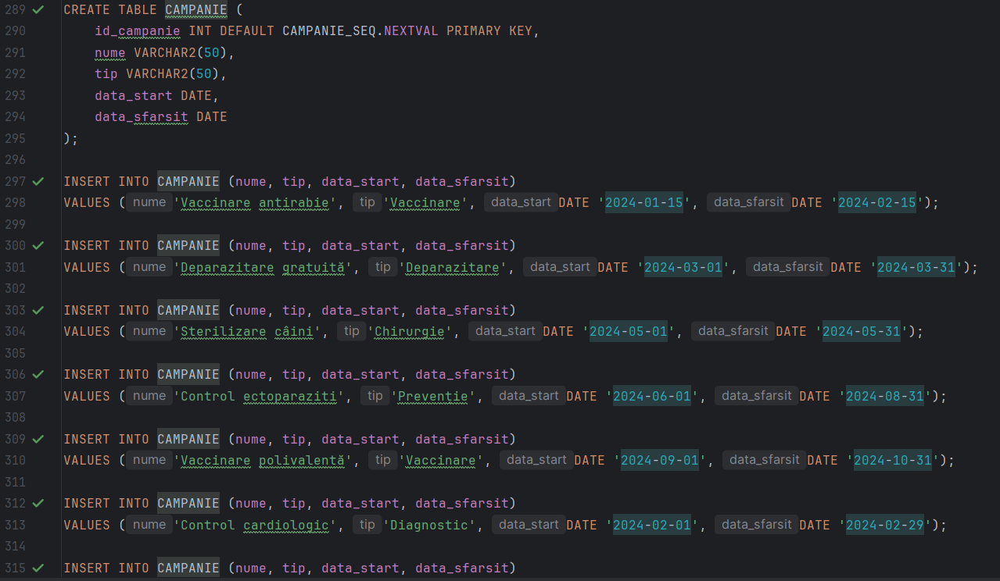 289 CREATE TABLE CAMPANIE (
290 id_campanie INT DEFAULT CAMPANIE_SEQ.NEXTVAL PRIMARY KEY,
291 nume VARCHAR2(50),
292 tip VARCHAR2(50),
293 data_start DATE,
294 data_sfarsit DATE
295 );
296
297 INSERT INTO CAMPANIE (nume, tip, data_start, data_sfarsit)
298 VALUES ( nume 'Vaccinare antirabie', tip 'Vaccinare', data_start DATE '2024-01-15', data_sfarsit DATE '2024-02-15');
299
300 INSERT INTO CAMPANIE (nume, tip, data_start, data_sfarsit)
301 VALUES ( nume 'Deparazitare gratuită', tip 'Deparazitare', data_start DATE '2024-03-01', data_sfarsit DATE '2024-03-31');
302
303 INSERT INTO CAMPANIE (nume, tip, data_start, data_sfarsit)
304 VALUES ( nume 'Sterilizare câini', tip 'Chirurgie', data_start DATE '2024-05-01', data_sfarsit DATE '2024-05-31');
305
306 INSERT INTO CAMPANIE (nume, tip, data_start, data_sfarsit)
307 VALUES ( nume 'Control ectoparaziti', tip 'Preventie', data_start DATE '2024-06-01', data_sfarsit DATE '2024-08-31');
308
309 INSERT INTO CAMPANIE (nume, tip, data_start, data_sfarsit)
310 VALUES ( nume 'Vaccinare polivalentă', tip 'Vaccinare', data_start DATE '2024-09-01', data_sfarsit DATE '2024-10-31');
311
312 INSERT INTO CAMPANIE (nume, tip, data_start, data_sfarsit)
313 VALUES ( nume 'Control cardiologic', tip 'Diagnostic', data_start DATE '2024-02-01', data_sfarsit DATE '2024-02-29');
314
315 INSERT INTO CAMPANIE (nume, tip, data_start, data_sfarsit)